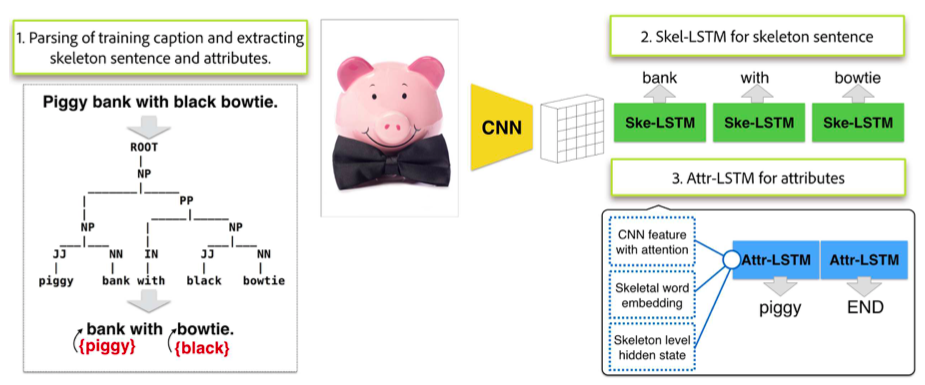 1. Parsing of training caption and extracting
skeleton sentence and attributes.
Piggy bank with black bowtie.
ROOT
NP
PP
NP
NP
JJ NN IN JJ NN
piggy bank with black bowtie
bank with bowtie.
{piggy} {black}
CNN
2. Skel-LSTM for skeleton sentence
bank with bowtie
Ske-LSTM Ske-LSTM Ske-LSTM
3. Attr-LSTM for attributes
CNN feature
with attention
Skeletal word
embedding
Skeleton level
hidden state
Attr-LSTM Attr-LSTM
piggy END